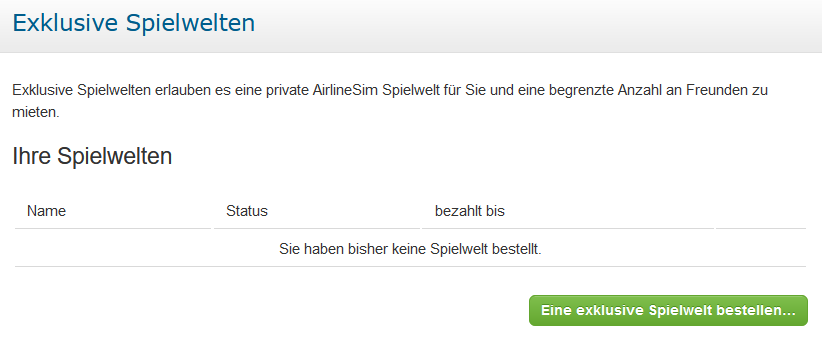 Exklusive Spielwelten
Exklusive Spielwelten erlauben es eine private AirlineSim Spielwelt für Sie und eine begrenzte Anzahl an Freunden zu
mieten.
Ihre Spielwelten
Name Status bezahlt bis
Sie haben bisher keine Spielwelt bestellt.
Eine exklusive Spielwelt bestellen...